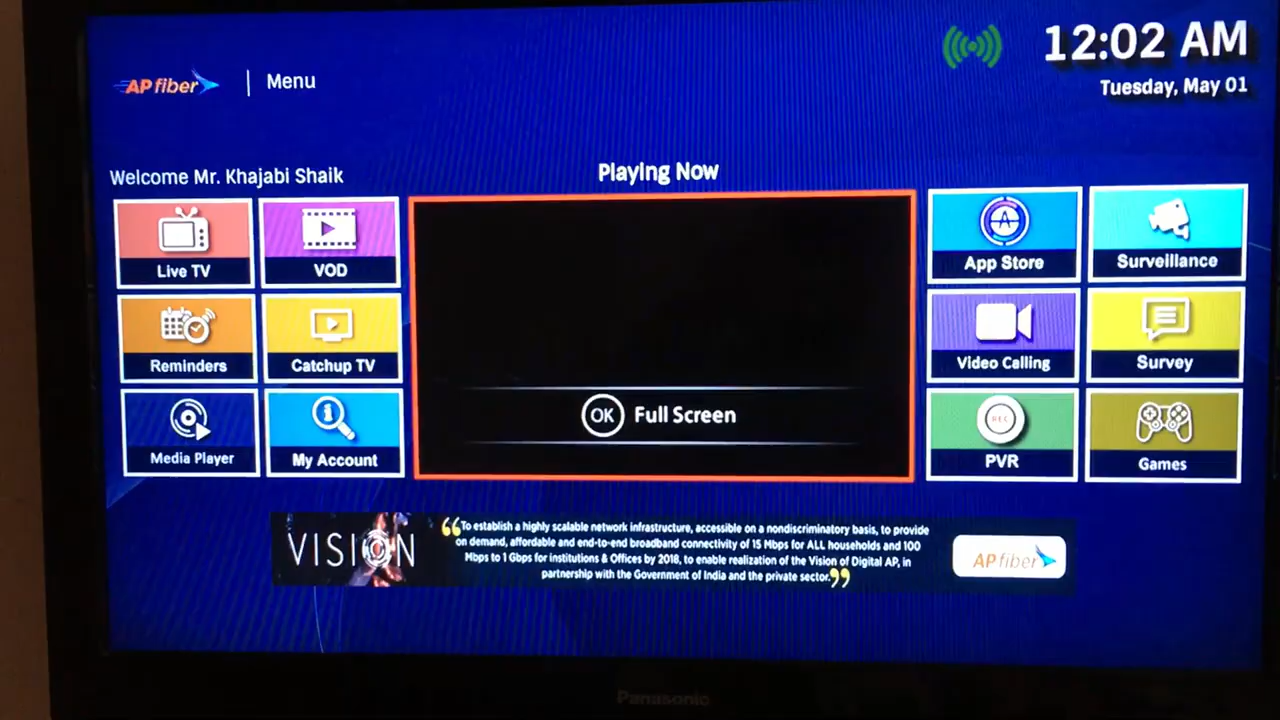 12:02 AM
Tuesday, May 01
AP fiber
Menu
Welcome Mr. Khajabi Shaik
Playing Now
Live TV
VOD
Reminders
Catchup TV
Media Player
My Account
OK Full Screen
A
App Store
Surveillance
Video Calling
Survey
REC
PVR
Games
VISION
“To establish a highly scalable network infrastructure, accessible on a nondiscriminatory basis, to provide
on demand, affordable and end-to-end broadband connectivity of 15 Mbps for ALL households and 100
Mbps to 1 Gbps for institutions & Offices by 2018, to enable realization of the Vision of Digital AP, in
partnership with the Government of India and the private sector.”
AP fiber
Panasonic